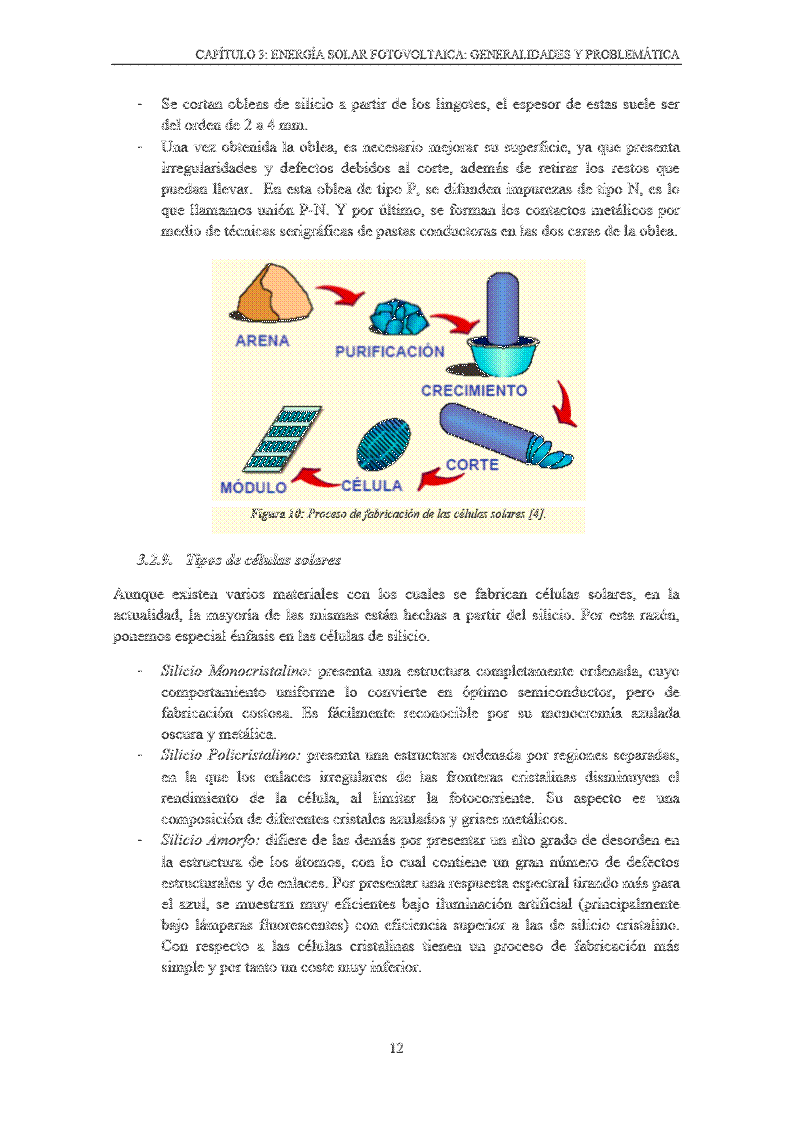 CAPÍTULO 3: ENERGÍA SOLAR FOTOVOLTAICA: GENERALIDADES Y PROBLEMÁTICA
- Se cortan obleas de silicio a partir de los lingotes, el espesor de estas suele ser
del orden de 2 a 4 mm.
- Una vez obtenida la oblea, es necesario mejorar su superficie, ya que presenta
irregularidades y defectos debidos al corte, además de retirar los restos que
puedan llevar. En esta oblea de tipo P, se difunden impurezas de tipo N, es lo
que llamamos unión P-N. Y por último, se forman los contactos metálicos por
medio de técnicas serigráficas de pastas conductoras en las dos caras de la oblea.
ARENA
PURIFICACIÓN
CRECIMIENTO
CORTE
CÉLULA
MÓDULO
Figura 10: Proceso de fabricación de las células solares [4].
3.2.9. Tipos de células solares
Aunque existen varios materiales con los cuales se fabrican células solares, en la
actualidad, la mayoría de las mismas están hechas a partir del silicio. Por esta razón,
ponemos especial énfasis en las células de silicio.
- Silicio Monocristalino: presenta una estructura completamente ordenada, cuyo
comportamiento uniforme lo convierte en óptimo semiconductor, pero de
fabricación costosa. Es fácilmente reconocible por su monocromía azulada
oscura y metálica.
- Silicio Policristalino: presenta una estructura ordenada por regiones separadas,
en la que los enlaces irregulares de las fronteras cristalinas disminuyen el
rendimiento de la célula, al limitar la fotocorriente. Su aspecto es una
composición de diferentes cristales azulados y grises metálicos.
- Silicio Amorfo: difiere de las demás por presentar un alto grado de desorden en
la estructura de los átomos, con lo cual contiene un gran número de defectos
estructurales y de enlaces. Por presentar una respuesta espectral tirando más para
el azul, se muestran muy eficientes bajo iluminación artificial (principalmente
bajo lámparas fluorescentes) con eficiencia superior a las de silicio cristalino.
Con respecto a las células cristalinas tienen un proceso de fabricación más
simple y por tanto un coste muy inferior.
12